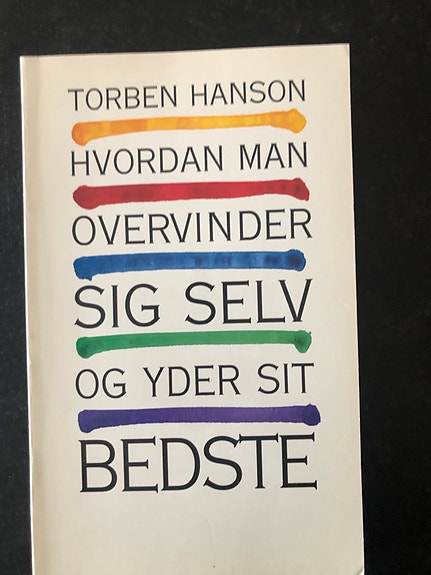 TORBEN HANSON
HVORDAN MAN
OVERVINDER
SIG SELV
OG YDER SIT
BEDSTE